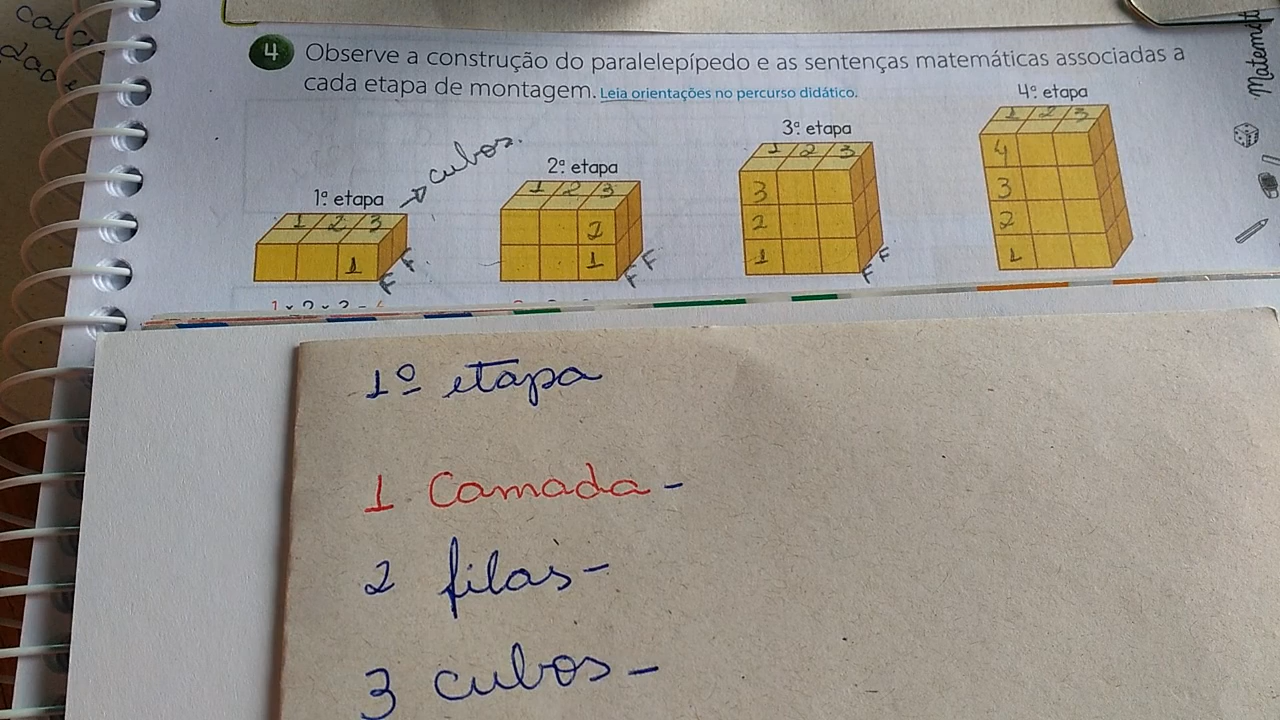 4 Observe a construção do paralelepípedo e as sentenças matemáticas associadas a
cada etapa de montagem. Leia orientações no percurso didático.
1ª etapa
cubos.
2ª etapa
3ª etapa
4ª etapa
1 2 3
1
F F
1 2 3
2
1
F F
1 2 3
3
2
1
F F
1 2 3
4
3
2
1
1º etapa
1 Camada -
2 filas -
3 cubos -